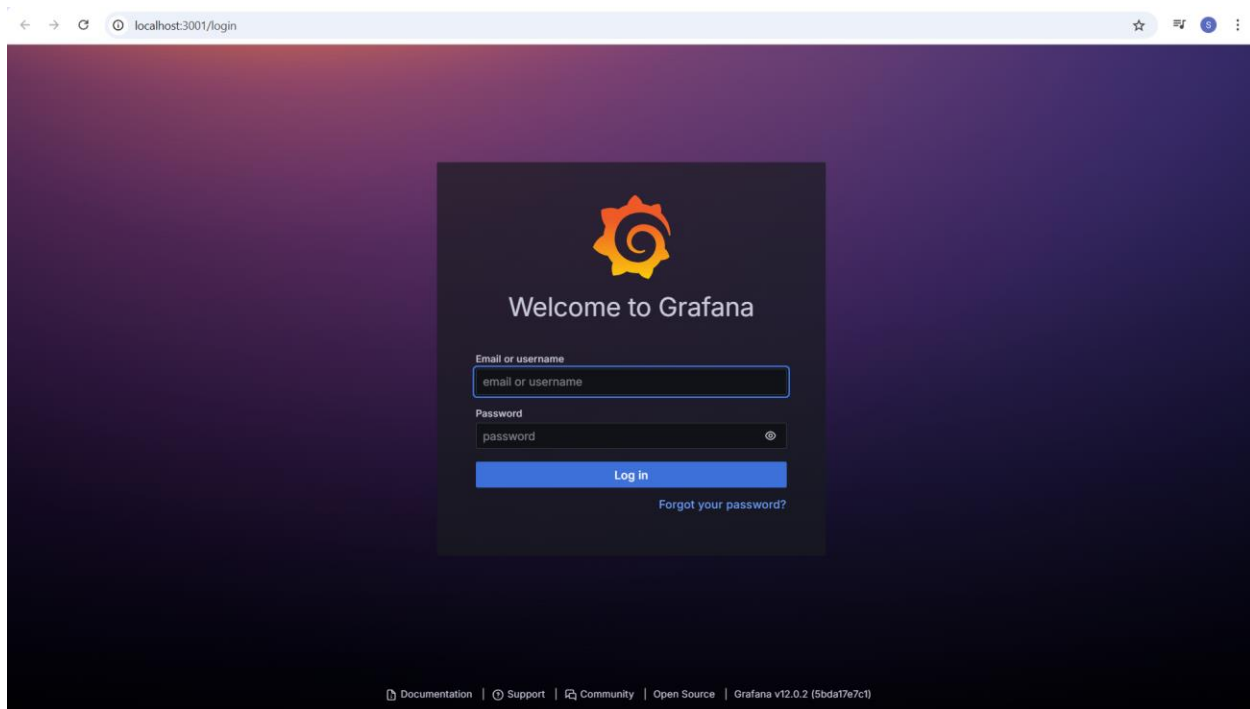 localhost:3001/login
S
Welcome to Grafana
Email or username
email or username
Password
password
Log in
Forgot your password?
Documentation | Support | Community | Open Source | Grafana v12.0.2 (5bda17e7c1)